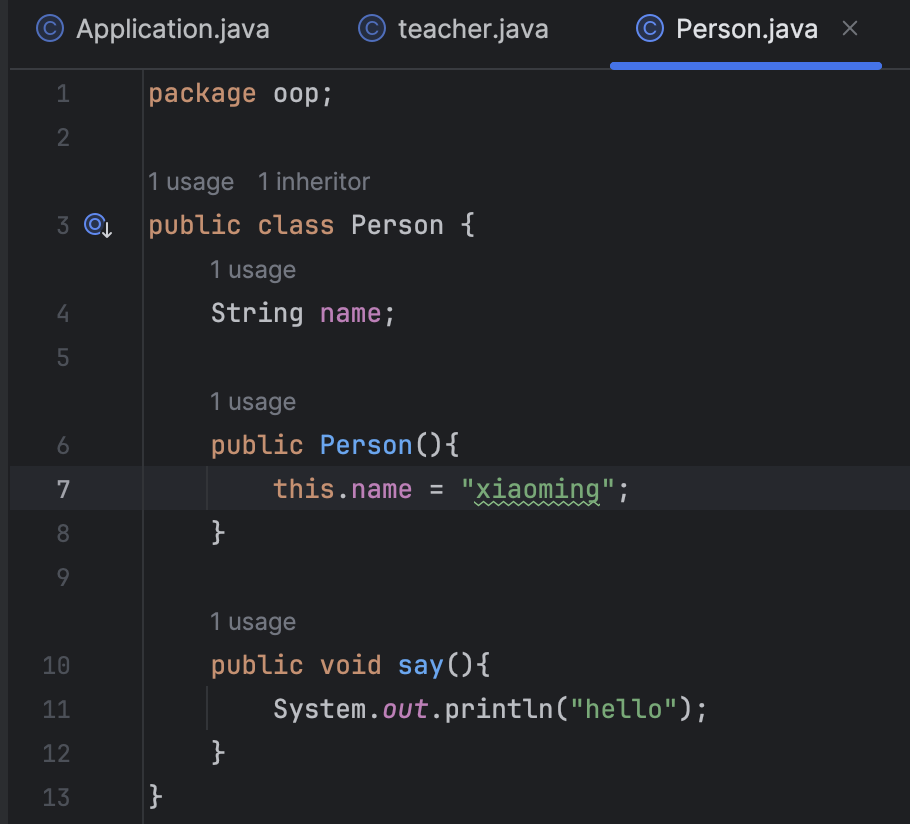 Application.java teacher.java Person.java
1 package oop;
2
1 usage 1 inheritor
3 public class Person {
1 usage
4 String name;
5
1 usage
6 public Person(){
7 this.name = "xiaoming";
8 }
9
1 usage
10 public void say(){
11 System.out.println("hello");
12 }
13 }